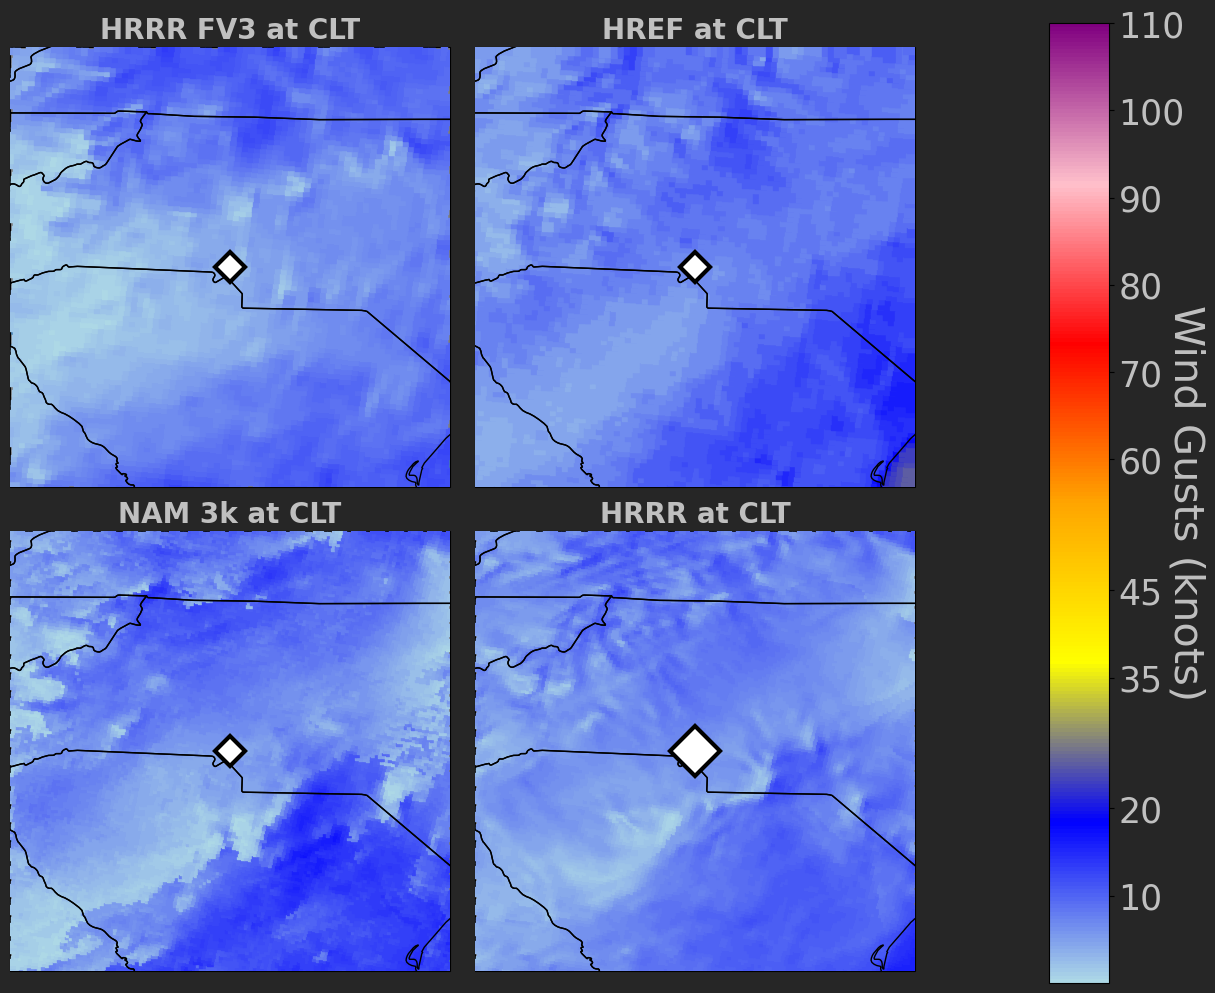 HRRR FV3 at CLT
HREF at CLT
NAM 3k at CLT
HRRR at CLT
110
100
90
80
70
60
45
35
20
10
Wind Gusts (knots)